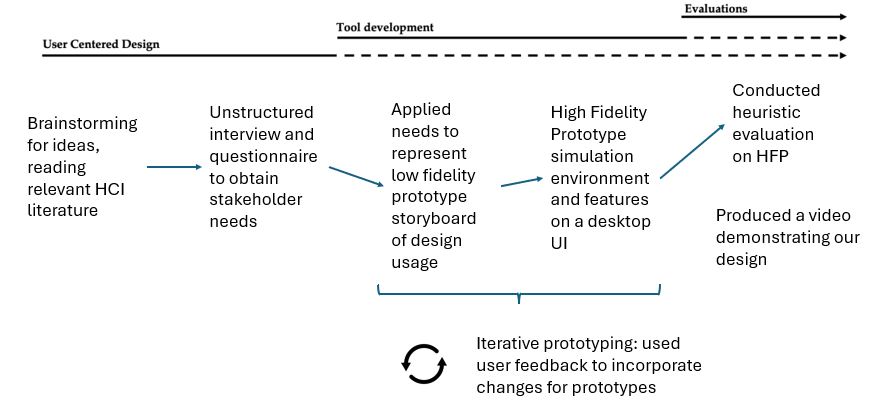 Evaluations
Tool development
User Centered Design
Brainstorming
for ideas,
reading
relevant HCI
literature
Unstructured
interview and
questionnaire
to obtain
stakeholder
needs
Applied
needs to
represent
low fidelity
prototype
storyboard
of design
usage
High Fidelity
Prototype
simulation
environment
and features
on a desktop
UI
Conducted
heuristic
evaluation
on HFP
Produced a video
demonstrating our
design
Iterative prototyping: used
user feedback to incorporate
changes for prototypes